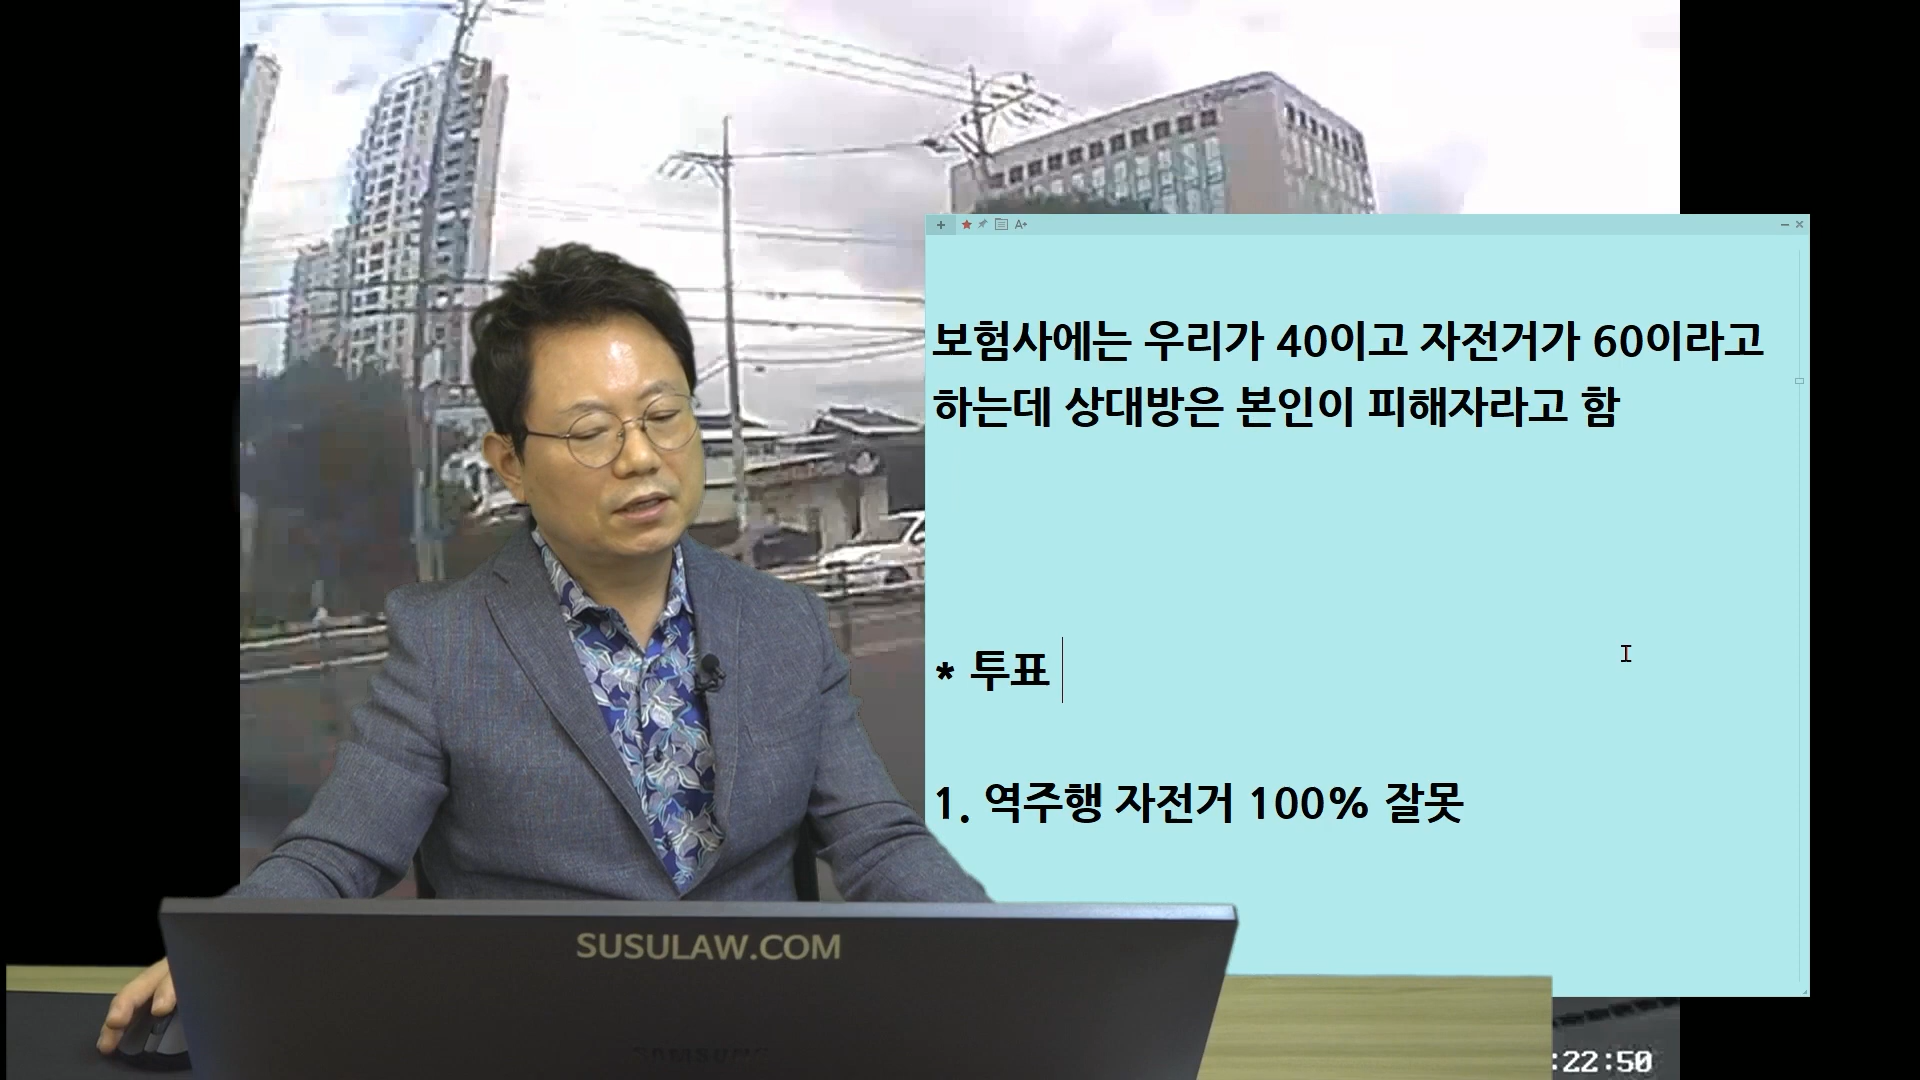 A+
보험사에는 우리가 40이고 자전거가 60이라고
하는데 상대방은 본인이 피해자라고 함
* 투표
1. 역주행 자전거 100% 잘못
SUSULAW.COM
SAMSUNG
:22:50